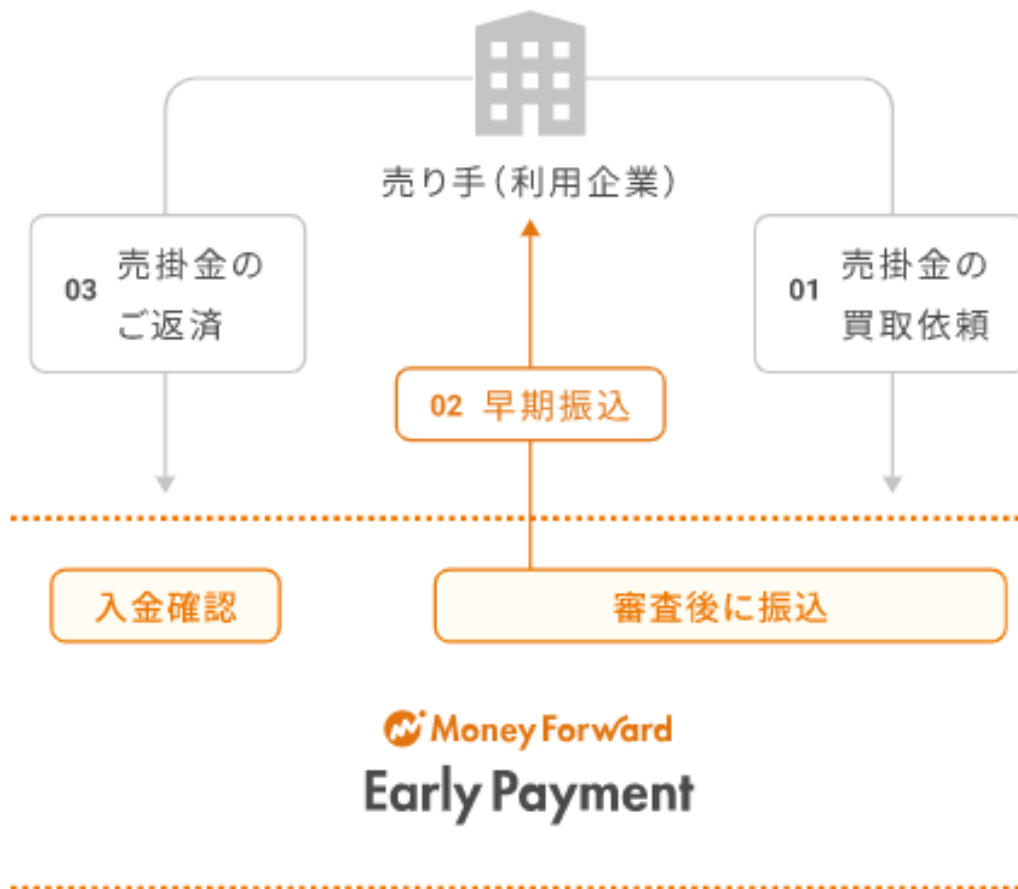 売り手（利用企業）
03 売掛金の
ご返済
01 売掛金の
買取依頼
02 早期振込
入金確認
審査後に振込
Money Forward
Early Payment